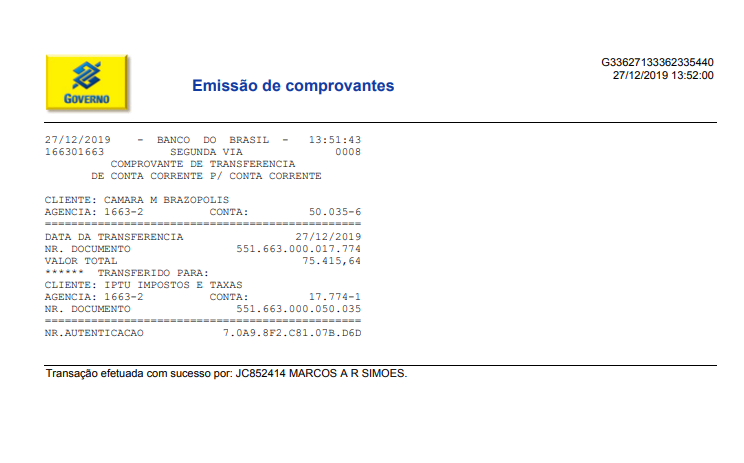 GOVERNO
Emissão de comprovantes
G33627133362335440
27/12/2019 13:52:00
27/12/2019 - BANCO DO BRASIL - 13:51:43
166301663 SEGUNDA VIA 0008
COMPROVANTE DE TRANSFERENCIA
DE CONTA CORRENTE P/ CONTA CORRENTE
CLIENTE: CAMARA M BRAZOPOLIS
AGENCIA: 1663-2 CONTA: 50.035-6
================================================
DATA DA TRANSFERENCIA 27/12/2019
NR. DOCUMENTO 551.663.000.017.774
VALOR TOTAL 75.415,64
****** TRANSFERIDO PARA:
CLIENTE: IPTU IMPOSTOS E TAXAS
AGENCIA: 1663-2 CONTA: 17.774-1
NR. DOCUMENTO 551.663.000.050.035
================================================
NR.AUTENTICACAO 7.0A9.8F2.C81.07B.D6D
Transação efetuada com sucesso por: JC852414 MARCOS A R SIMOES.